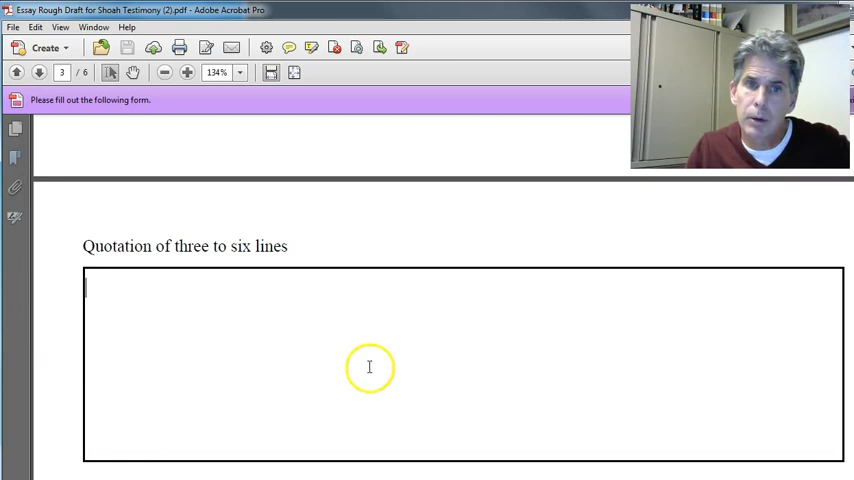 Essay Rough Draft for Shoah Testimony (2).pdf - Adobe Acrobat Pro
File Edit View Window Help
Create
3 / 6 134%
Please fill out the following form.
Quotation of three to six lines